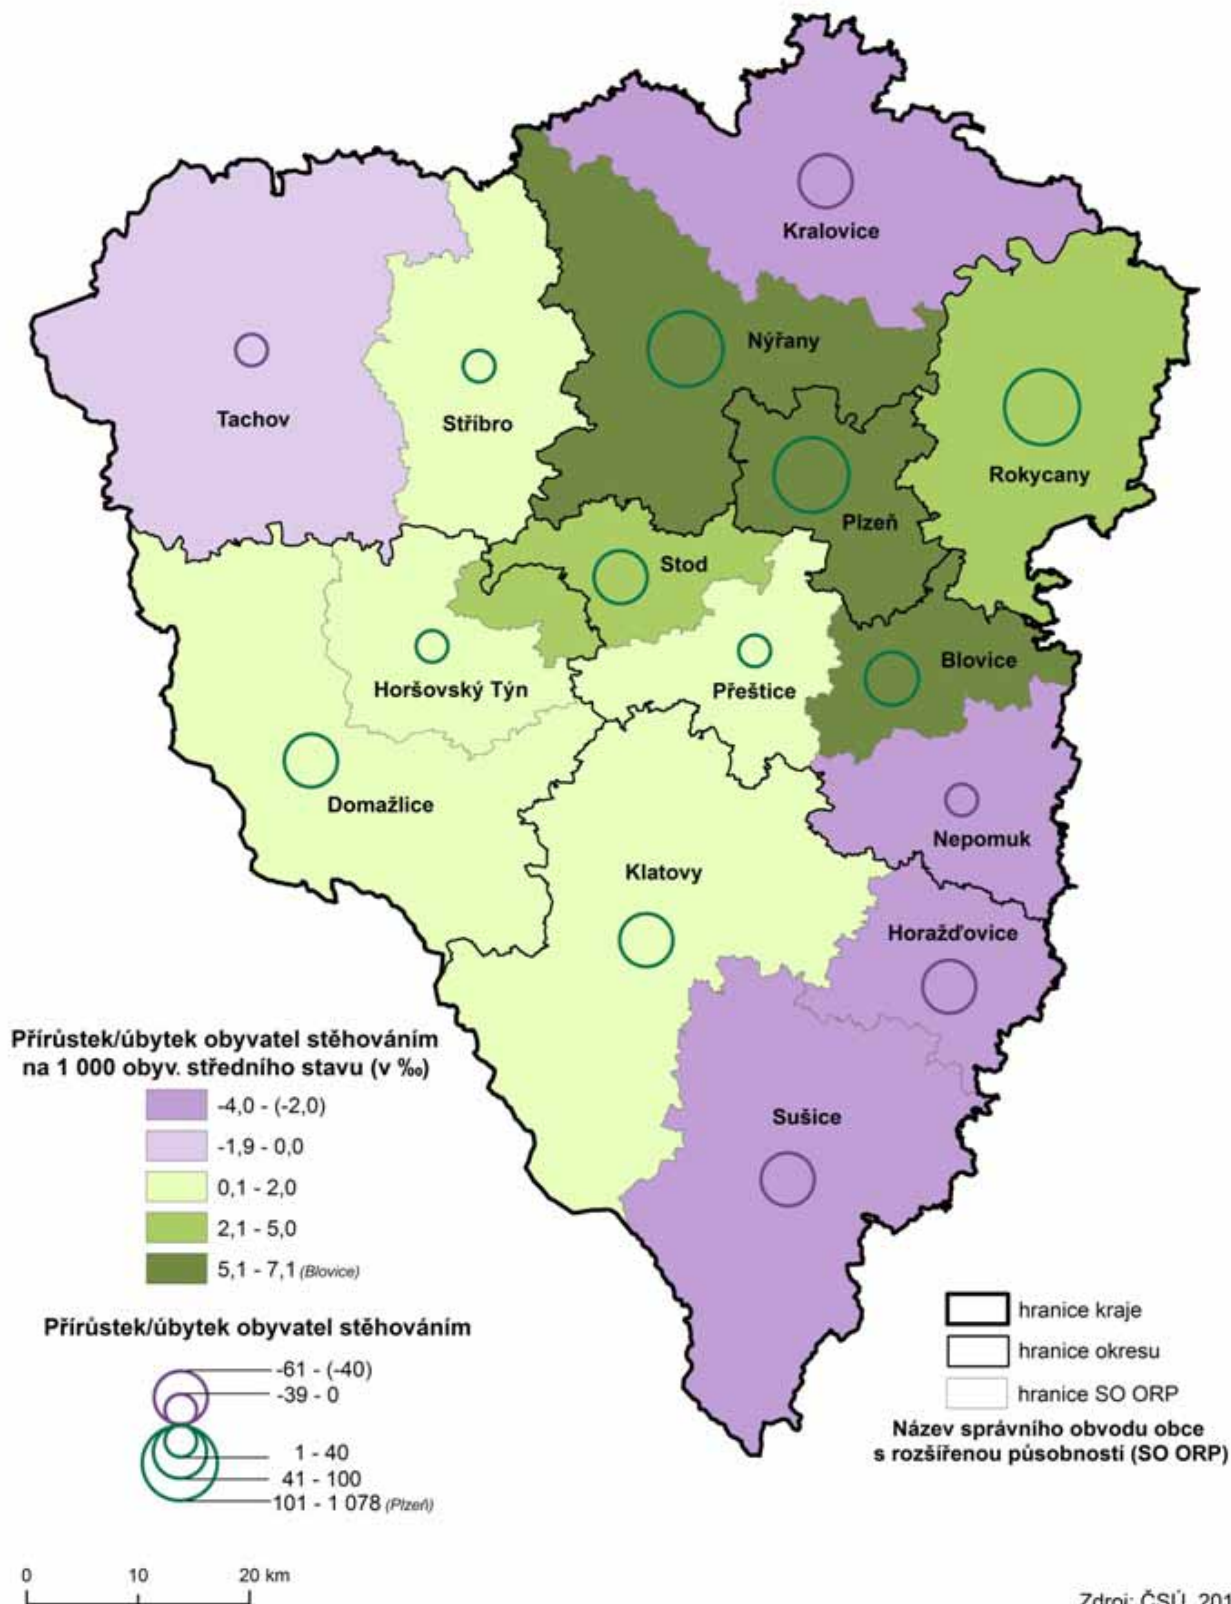 Kralovice
Nýřany
Tachov
Stříbro
Rokycany
Plzeň
Stod
Blovice
Horšovský Týn
Přeštice
Domažlice
Nepomuk
Klatovy
Horažďovice
Sušice
Přírůstek/úbytek obyvatel stěhováním
na 1 000 obyv. středního stavu (v ‰)
-4,0 - (-2,0)
-1,9 - 0,0
0,1 - 2,0
2,1 - 5,0
5,1 - 7,1 (Blovice)
Přírůstek/úbytek obyvatel stěhováním
-61 - (-40)
-39 - 0
1 - 40
41 - 100
101 - 1 078 (Plzeň)
hranice kraje
hranice okresu
hranice SO ORP
Název správního obvodu obce
s rozšířenou působností (SO ORP)
0 10 20 km
Zdroj: ČSÚ, 201